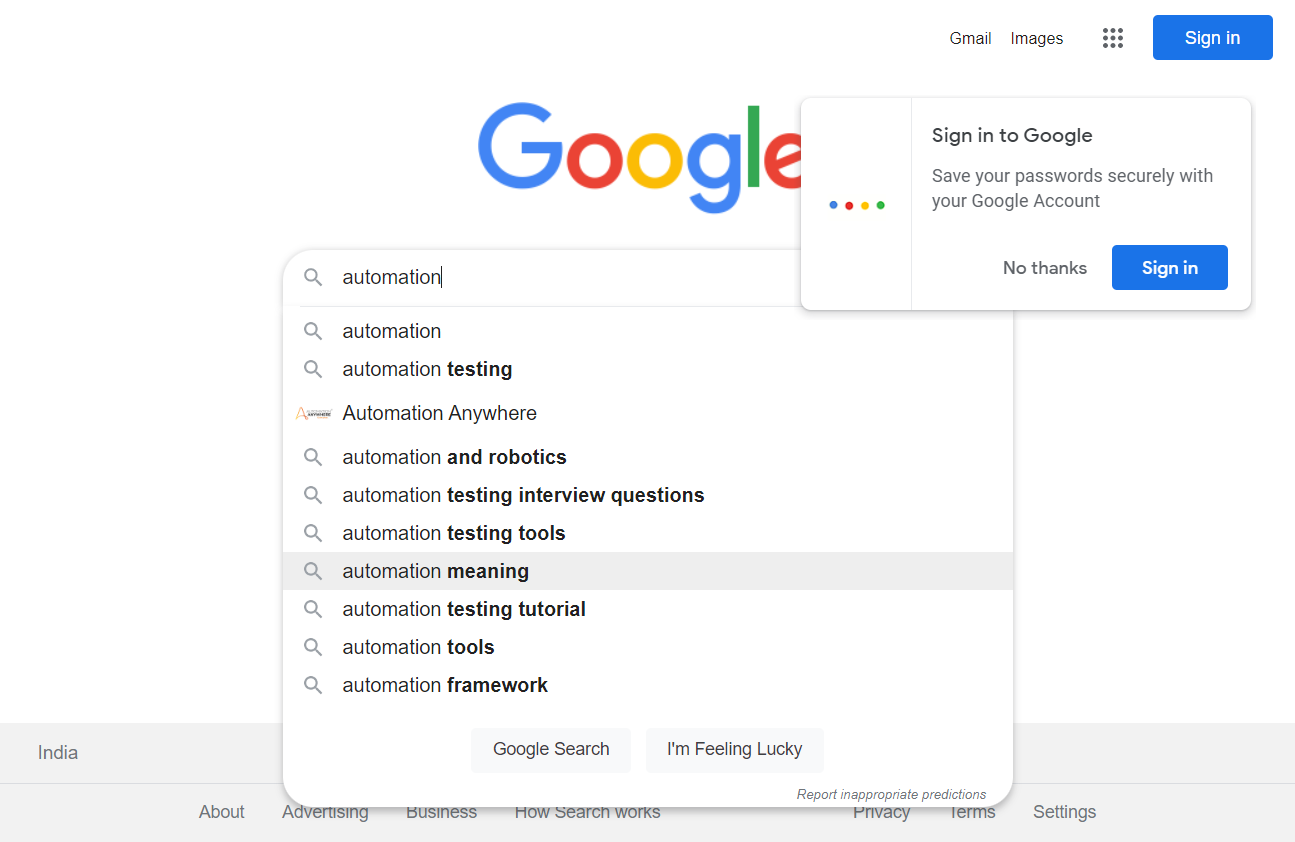 Gmail Images Sign in
Google
Sign in to Google
Save your passwords securely with
your Google Account
No thanks Sign in
automation
automation
automation testing
Automation Anywhere
automation and robotics
automation testing interview questions
automation testing tools
automation meaning
automation testing tutorial
automation tools
automation framework
Google Search I'm Feeling Lucky
Report inappropriate predictions
India
About Advertising Business How Search works Privacy Terms Settings